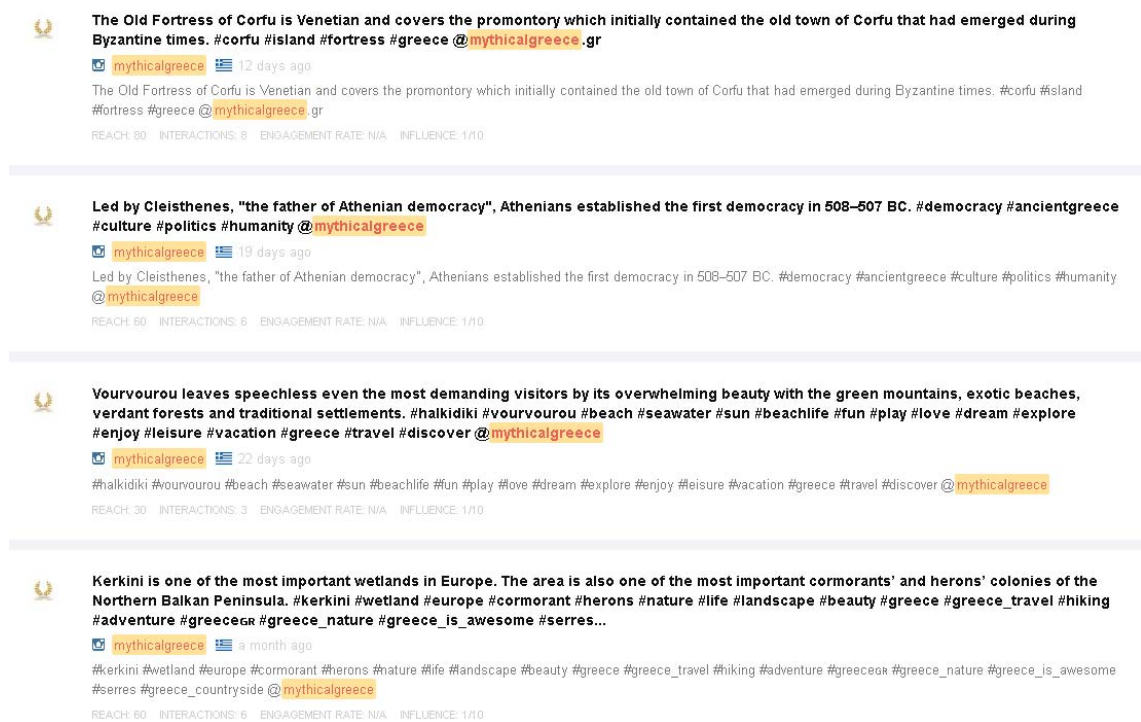 The Old Fortress of Corfu is Venetian and covers the promontory which initially contained the old town of Corfu that had emerged during
Byzantine times. #corfu #island #fortress #greece @mythicalgreece.gr
mythicalgreece 12 days ago
The Old Fortress of Corfu is Venetian and covers the promontory which initially contained the old town of Corfu that had emerged during Byzantine times. #corfu #island
#fortress #greece @mythicalgreece.gr
REACH: 80 INTERACTIONS: 8 ENGAGEMENT RATE: N/A INFLUENCE: 1/10
Led by Cleisthenes, "the father of Athenian democracy", Athenians established the first democracy in 508–507 BC. #democracy #ancientgreece
#culture #politics #humanity @mythicalgreece
mythicalgreece 19 days ago
Led by Cleisthenes, "the father of Athenian democracy", Athenians established the first democracy in 508–507 BC. #democracy #ancientgreece #culture #politics #humanity
@mythicalgreece
REACH: 60 INTERACTIONS: 6 ENGAGEMENT RATE: N/A INFLUENCE: 1/10
Vourvourou leaves speechless even the most demanding visitors by its overwhelming beauty with the green mountains, exotic beaches,
verdant forests and traditional settlements. #halkidiki #vourvourou #beach #seawater #sun #beachlife #fun #play #love #dream #explore
#enjoy #leisure #vacation #greece #travel #discover @mythicalgreece
mythicalgreece 22 days ago
#halkidiki #vourvourou #beach #seawater #sun #beachlife #fun #play #love #dream #explore #enjoy #leisure #vacation #greece #travel #discover @mythicalgreece
REACH: 30 INTERACTIONS: 3 ENGAGEMENT RATE: N/A INFLUENCE: 1/10
Kerkini is one of the most important wetlands in Europe. The area is also one of the most important cormorants’ and herons’ colonies of the
Northern Balkan Peninsula. #kerkini #wetland #europe #cormorant #herons #nature #life #landscape #beauty #greece #greece_travel #hiking
#adventure #greeceɢʀ #greece_nature #greece_is_awesome #serres...
mythicalgreece a month ago
#kerkini #wetland #europe #cormorant #herons #nature #life #landscape #beauty #greece #greece_travel #hiking #adventure #greeceɢʀ #greece_nature #greece_is_awesome
#serres #greece_countryside @mythicalgreece
REACH: 60 INTERACTIONS: 6 ENGAGEMENT RATE: N/A INFLUENCE: 1/10